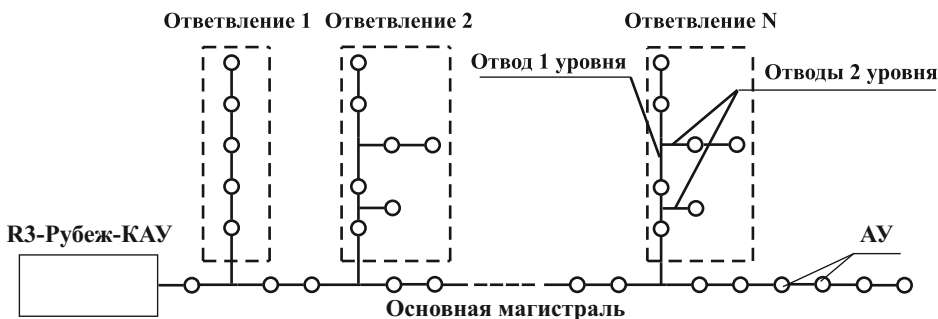 Ответвление 1
Ответвление 2
Ответвление N
Отвод 1 уровня
Отводы 2 уровня
R3-Рубеж-КАУ
АУ
Основная магистраль